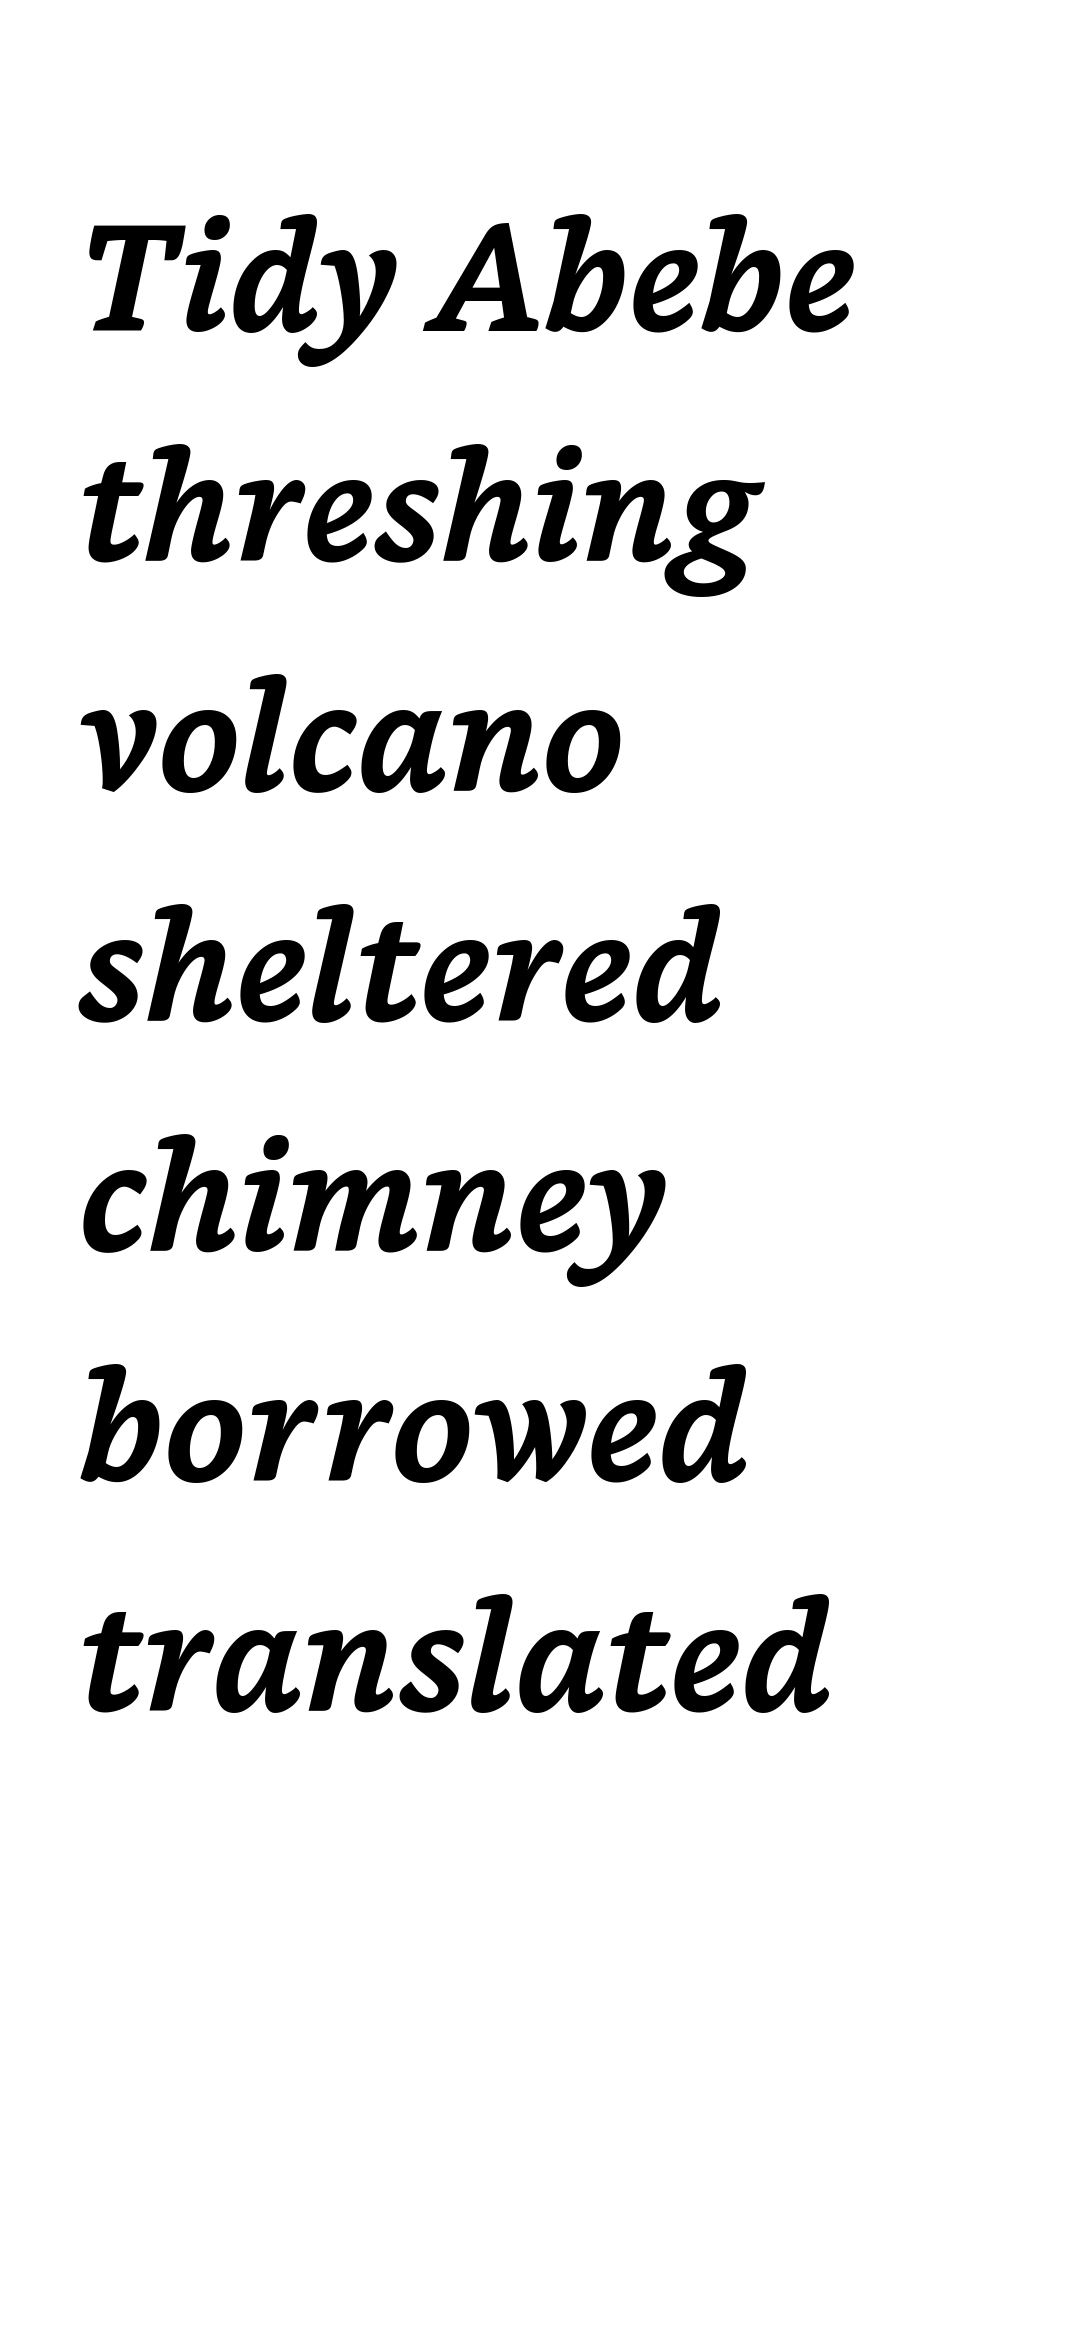 Tidy Abebe
threshing
volcano
sheltered
chimney
borrowed
translated